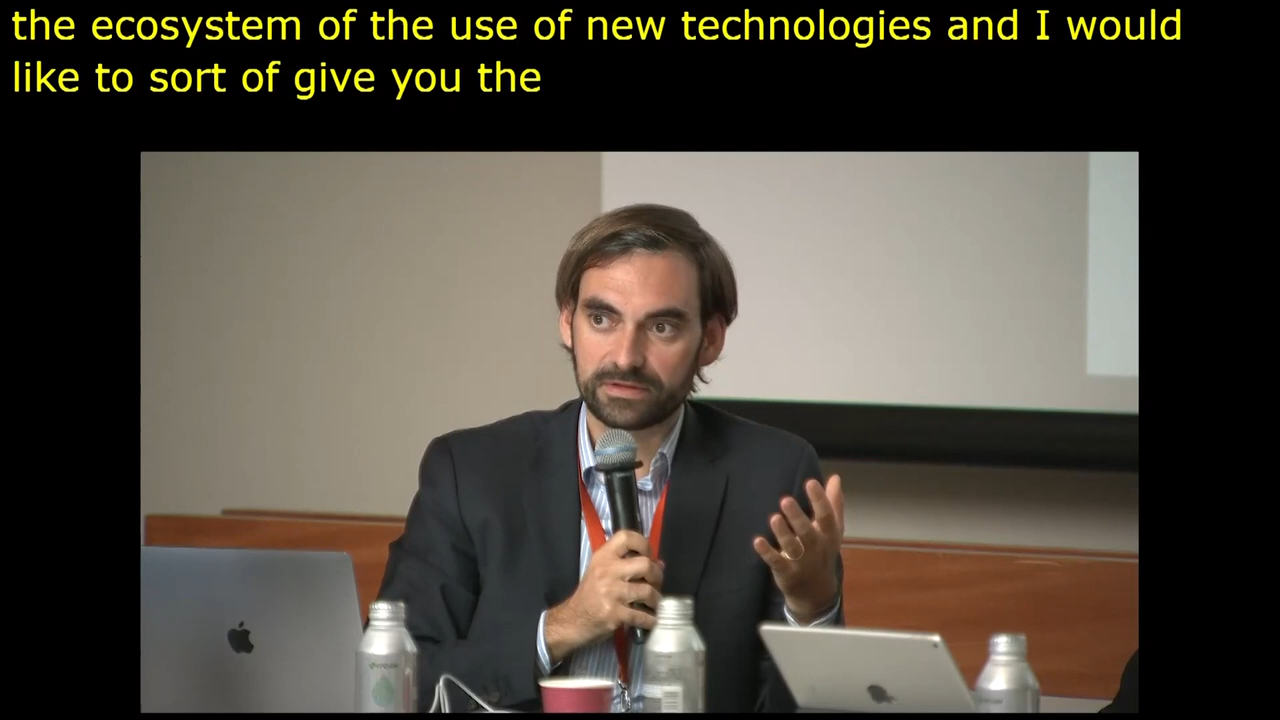 the ecosystem of the use of new technologies and I would
like to sort of give you the